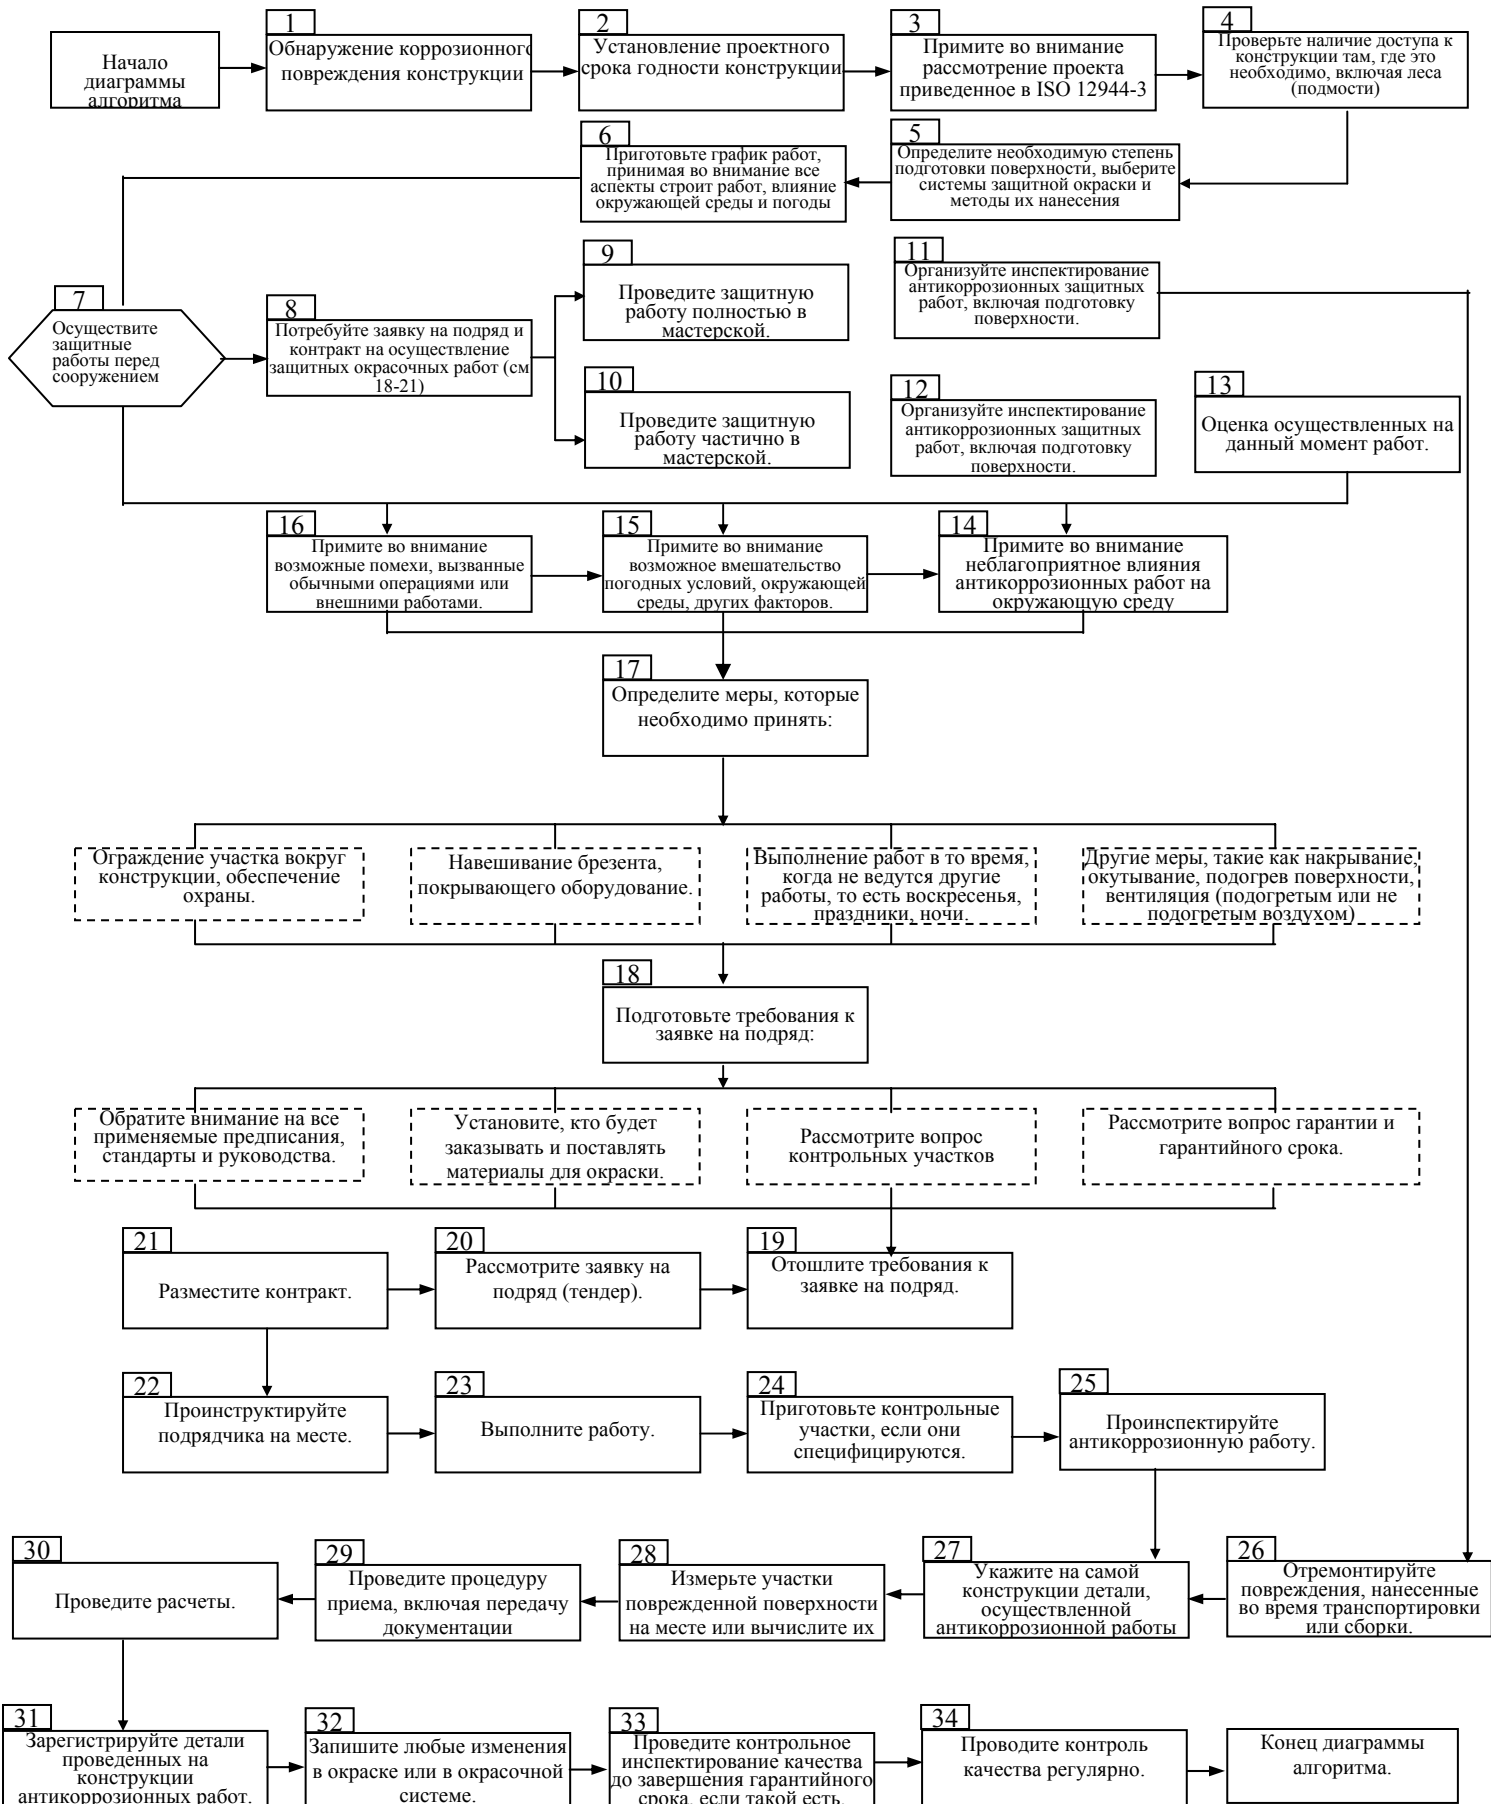 Начало
диаграммы
алгоритма
1
Обнаружение коррозионного
повреждения конструкции
2
Установление проектного
срока годности конструкции
3
Примите во внимание
рассмотрение проекта
приведенное в ISO 12944-3
4
Проверьте наличие доступа к
конструкции там, где это
необходимо, включая леса
(подмости)
6
Приготовьте график работ,
принимая во внимание все
аспекты строит работ, влияние
окружающей среды и погоды
5
Определите необходимую степень
подготовки поверхности, выберите
системы защитной окраски и
методы их нанесения
7
Осуществите
защитные
работы перед
сооружением
8
Потребуйте заявку на подряд и
контракт на осуществление
защитных окрасочных работ (см
18-21)
9
Проведите защитную
работу полностью в
мастерской.
10
Проведите защитную
работу частично в
мастерской.
11
Организуйте инспектирование
антикоррозионных защитных
работ, включая подготовку
поверхности.
12
Организуйте инспектирование
антикоррозионных защитных
работ, включая подготовку
поверхности.
13
Оценка осуществленных на
данный момент работ.
16
Примите во внимание
возможные помехи, вызванные
обычными операциями или
внешними работами.
15
Примите во внимание
возможное вмешательство
погодных условий, окружающей
среды, других факторов.
14
Примите во внимание
неблагоприятное влияния
антикоррозионных работ на
окружающую среду
17
Определите меры, которые
необходимо принять:
Ограждение участка вокруг
конструкции, обеспечение
охраны.
Навешивание брезента,
покрывающего оборудование.
Выполнение работ в то время,
когда не ведутся другие
работы, то есть воскресенья,
праздники, ночи.
Другие меры, такие как накрывание,
окутывание, подогрев поверхности,
вентиляция (подогретым или не
подогретым воздухом)
18
Подготовьте требования к
заявке на подряд:
Обратите внимание на все
применяемые предписания,
стандарты и руководства.
Установите, кто будет
заказывать и поставлять
материалы для окраски.
Рассмотрите вопрос
контрольных участков
Рассмотрите вопрос гарантии и
гарантийного срока.
21
Разместите контракт.
20
Рассмотрите заявку на
подряд (тендер).
19
Отошлите требования к
заявке на подряд.
22
Проинструктируйте
подрядчика на месте.
23
Выполните работу.
24
Приготовьте контрольные
участки, если они
специфицируются.
25
Проинспектируйте
антикоррозионную работу.
30
Проведите расчеты.
29
Проведите процедуру
приема, включая передачу
документации
28
Измерьте участки
поврежденной поверхности
на месте или вычислите их
27
Укажите на самой
конструкции детали,
осуществленной
антикоррозионной работы
26
Отремонтируйте
повреждения, нанесенные
во время транспортировки
или сборки.
31
Зарегистрируйте детали
проведенных на
конструкции
антикоррозионных работ.
32
Запишите любые изменения
в окраске или в окрасочной
системе.
33
Проведите контрольное
инспектирование качества
до завершения гарантийного
срока, если такой есть.
34
Проводите контроль
качества регулярно.
Конец диаграммы
алгоритма.